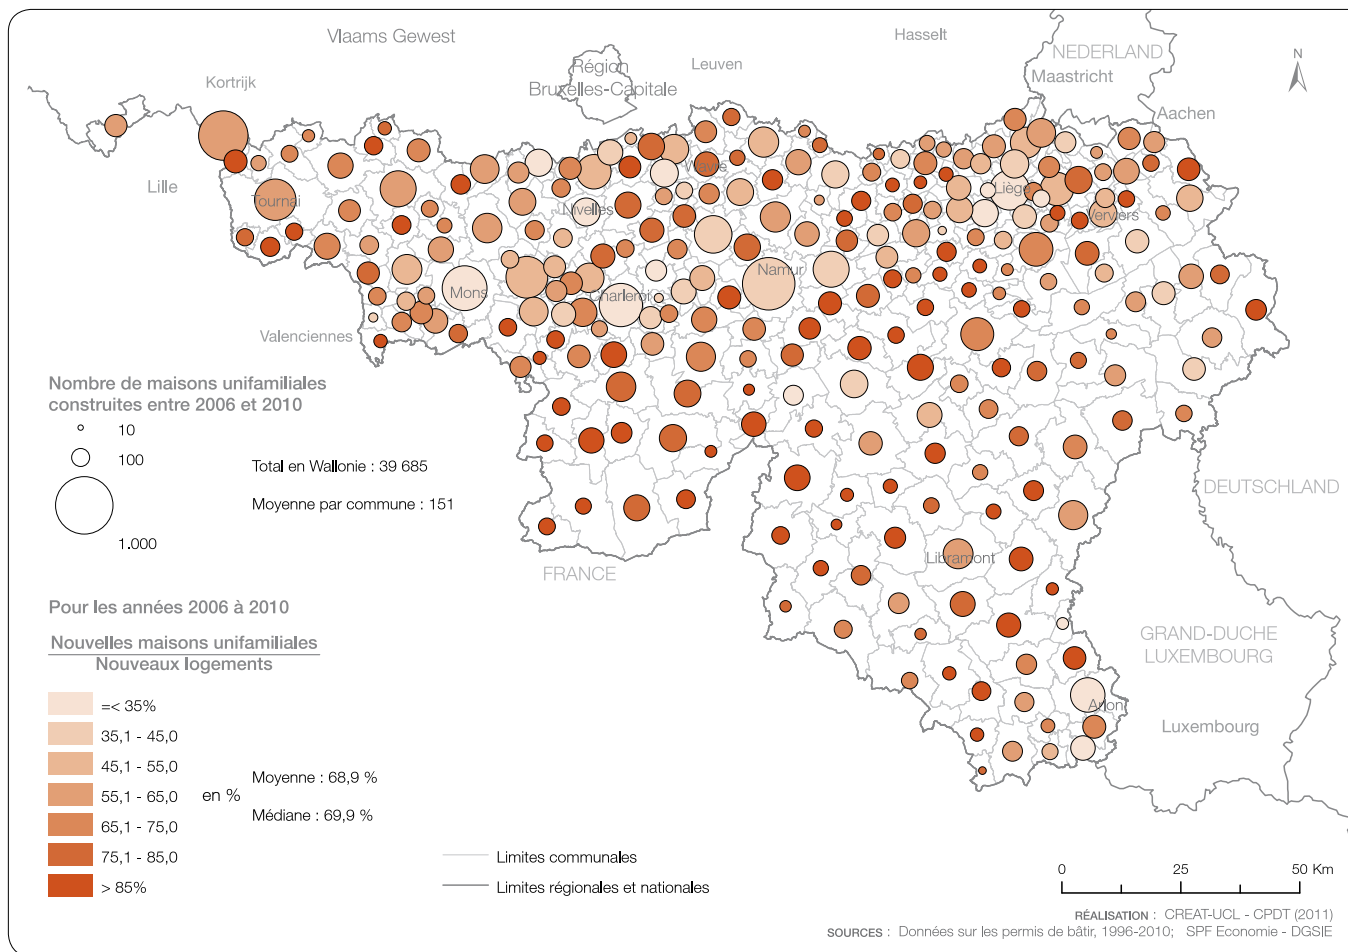 Vlaams Gewest
Hasselt
NEDERLAND
Maastricht
Leuven
Région
Bruxelles-Capitale
Kortrijk
Aachen
N
Lille
Wavre
Liège
Tournai
Nivelles
Verviers
Namur
Mons
Charleroi
Valenciennes
Nombre de maisons unifamiliales
construites entre 2006 et 2010
10
100
1.000
Total en Wallonie : 39 685
Moyenne par commune : 151
DEUTSCHLAND
FRANCE
Libramont
GRAND-DUCHE
LUXEMBOURG
Arlon
Luxembourg
Pour les années 2006 à 2010
Nouvelles maisons unifamiliales
Nouveaux logements
=< 35%
35,1 - 45,0
45,1 - 55,0
55,1 - 65,0
65,1 - 75,0
75,1 - 85,0
> 85%
en %
Moyenne : 68,9 %
Médiane : 69,9 %
Limites communales
Limites régionales et nationales
0 25 50 Km
RÉALISATION : CREAT-UCL - CPDT (2011)
SOURCES : Données sur les permis de bâtir, 1996-2010; SPF Economie - DGSIE